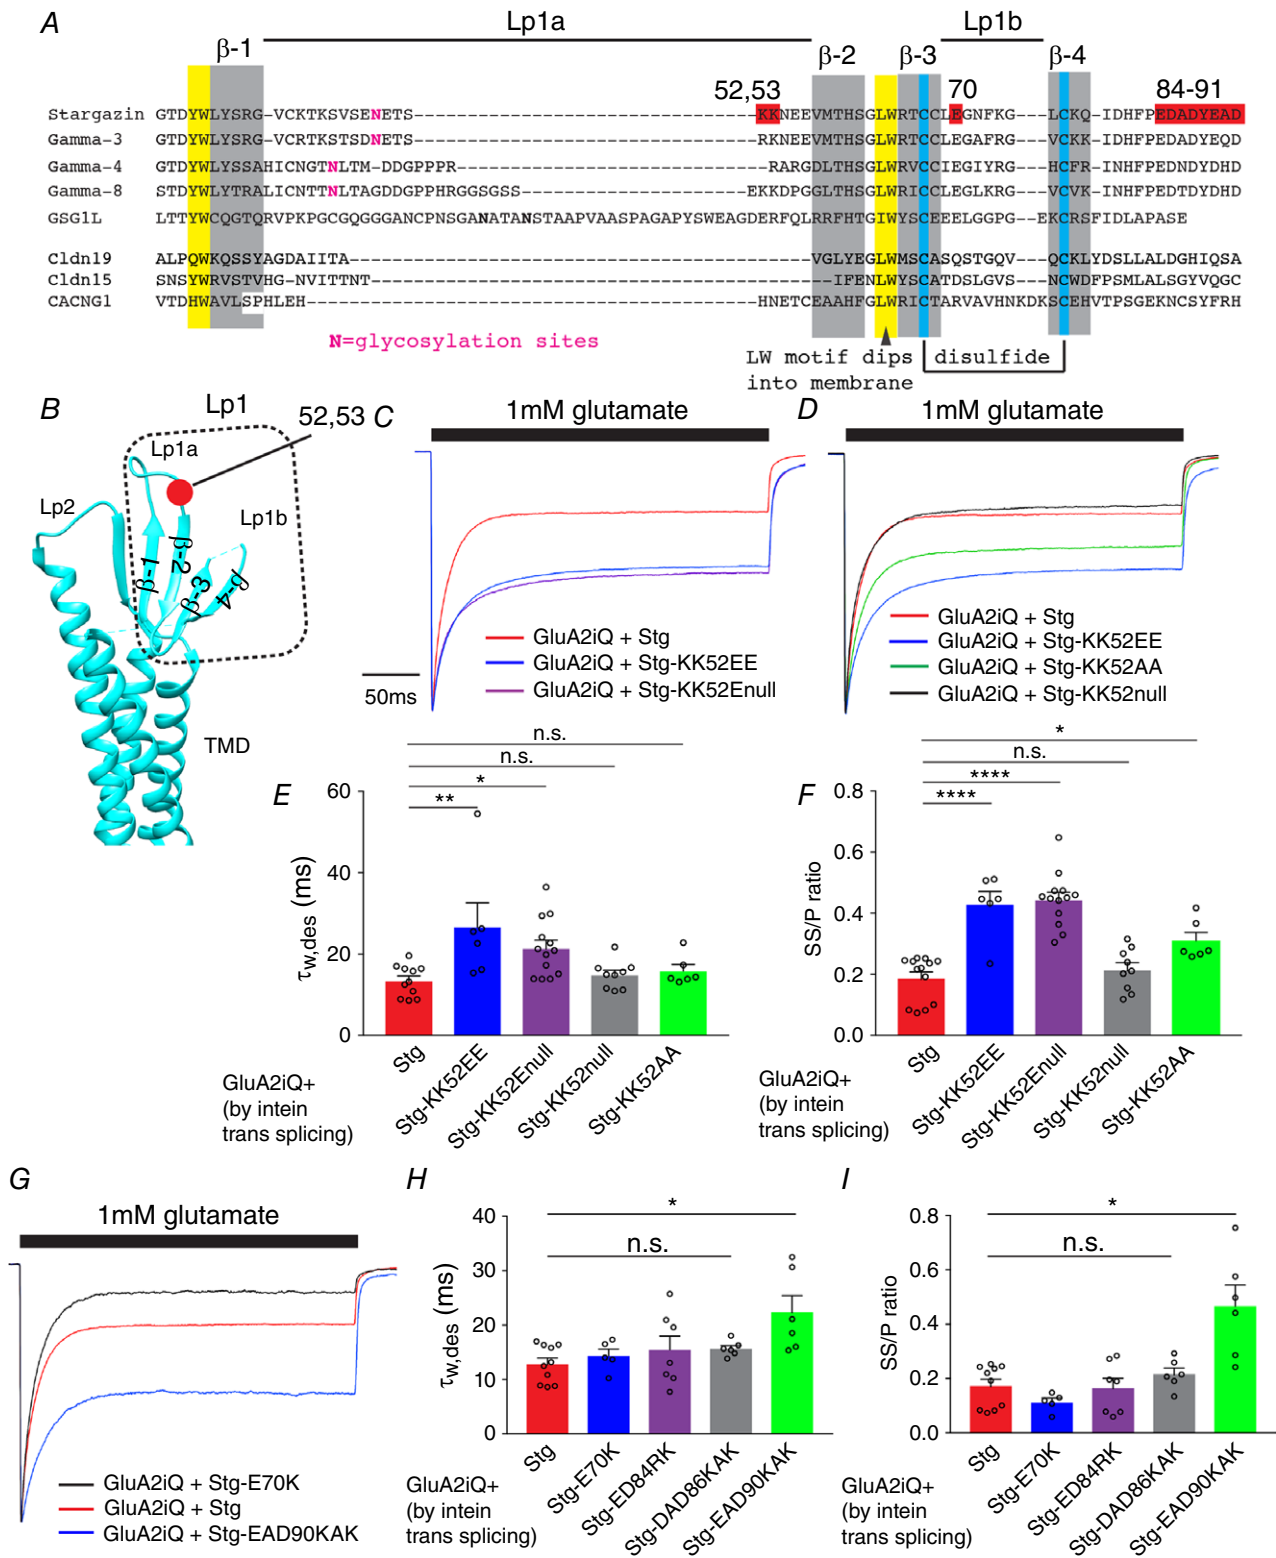 A
Lp1a
Lp1b
β-1
β-2
β-3
β-4
52,53
70
84-91
Stargazin GTDYWLYSRG-VCKTKSVSENETS-----------------------------KKNEEVMTHSGLWRTCCLEGNFKG---LCKQ-IDHFPEDADYEAD
Gamma-3 GTDYWLYSRG-VCRTKSTSDNETS-----------------------------RKNEEVMTHSGLWRTCCLEGAFRG---VCKK-INHFPEDADYEQD
Gamma-4 GTDYWLYSSAHICNGTNLTM-DDGPPPR--------------------------RARGDLTHSGLWRVCCIEGIYRG---HCFR-INHFPEDNDYDHD
Gamma-8 STDYWLYTRALICNTTNLTAGDDGPPHRGGSGSS--------------------EKKDPGGLTHSGLWRICCLEGLKRG---VCVK-INHFPEDTDYDHD
GSG1L LTTYWCQGTQRVPKPGCGQGGGANCPNSGANATANSTAAPVAASPAGAPYSWEAGDERFQLRRFHTGIWYSCEEELGGPG--EKCRSFIDLAPASE
Cldn19 ALPQWKQSSYAGDAIITA------------------------------------------VGLYEGLWMSCASQSTGQV---QCKLYDSLLALDGHIQSA
Cldn15 SNSYWRVSTVHG-NVITTNT------------------------------------------IFENLWYSCATDSLGVS---NCWDFPSMLALSGYVQGC
CACNG1 VTDHWAVLSPHLEH-----------------------------------------HNETCEAAHFGLWRICTARVAVHNKDKSCEHVTPSGEKNCSYFRH
N=glycosylation sites
LW motif dips
into membrane
disulfide
B
Lp1
52,53
Lp1a
Lp2
Lp1b
β-1
β-2
β-3
β-4
TMD
C
1mM glutamate
GluA2iQ + Stg
GluA2iQ + Stg-KK52EE
GluA2iQ + Stg-KK52Enull
50ms
D
1mM glutamate
GluA2iQ + Stg
GluA2iQ + Stg-KK52EE
GluA2iQ + Stg-KK52AA
GluA2iQ + Stg-KK52null
E
n.s.
n.s.
*
**
τw,des (ms)
60
40
20
0
Stg
Stg-KK52EE
Stg-KK52Enull
Stg-KK52null
Stg-KK52AA
GluA2iQ+
(by intein
trans splicing)
F
*
n.s.
****
****
SS/P ratio
0.8
0.6
0.4
0.2
0.0
Stg
Stg-KK52EE
Stg-KK52Enull
Stg-KK52null
Stg-KK52AA
GluA2iQ+
(by intein
trans splicing)
G
1mM glutamate
GluA2iQ + Stg-E70K
GluA2iQ + Stg
GluA2iQ + Stg-EAD90KAK
H
*
n.s.
τw,des (ms)
40
30
20
10
0
Stg
Stg-E70K
Stg-ED84RK
Stg-DAD86KAK
Stg-EAD90KAK
GluA2iQ+
(by intein
trans splicing)
I
*
n.s.
SS/P ratio
0.8
0.6
0.4
0.2
0.0
Stg
Stg-E70K
Stg-ED84RK
Stg-DAD86KAK
Stg-EAD90KAK
GluA2iQ+
(by intein
trans splicing)